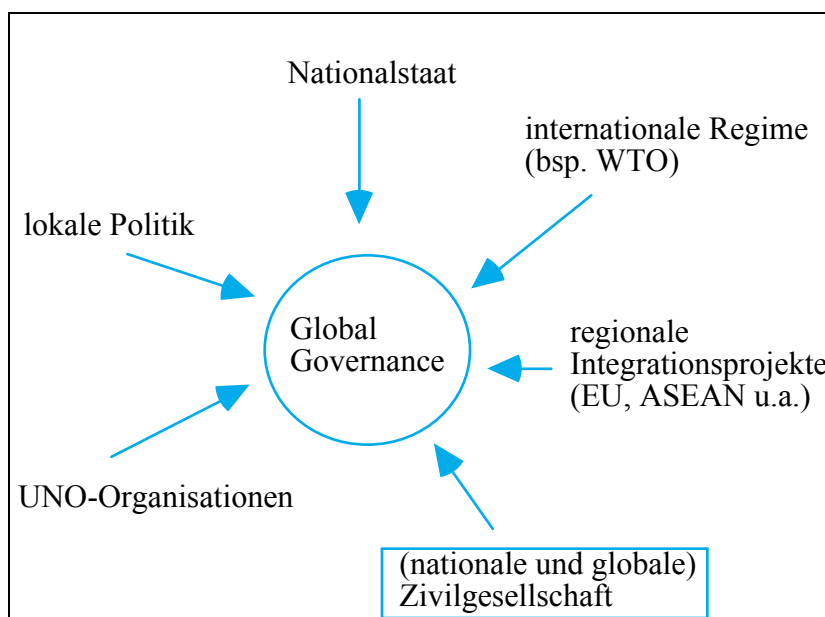 Nationalstaat
internationale Regime
(bsp. WTO)
lokale Politik
Global
Governance
regionale
Integrationsprojekte
(EU, ASEAN u.a.)
UNO-Organisationen
(nationale und globale)
Zivilgesellschaft